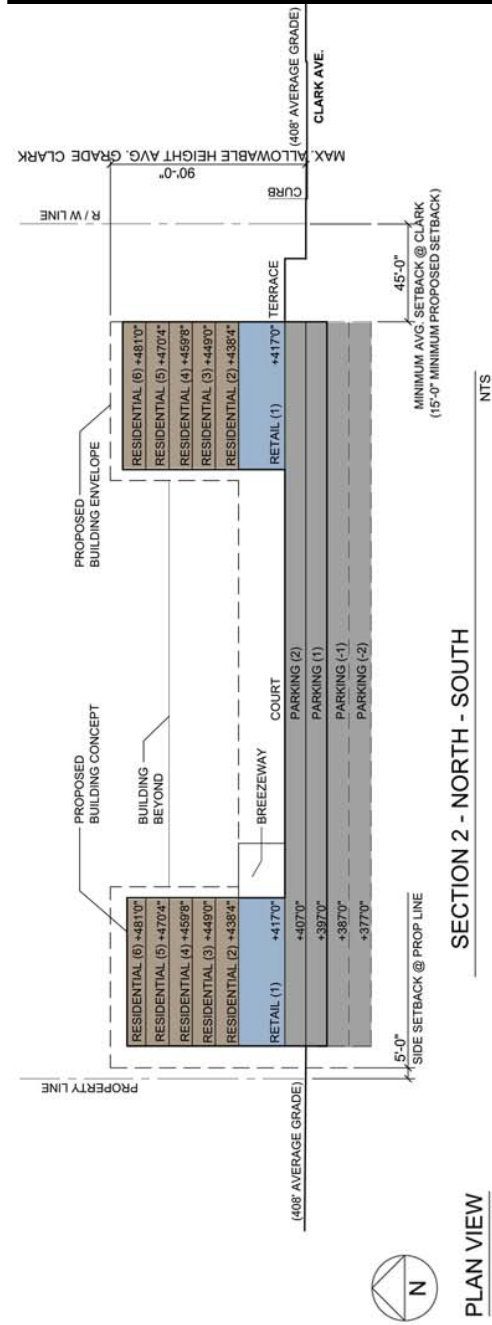 PROPOSED
BUILDING CONCEPT
BUILDING
BEYOND
PROPOSED
BUILDING ENVELOPE
MAX. ALLOWABLE HEIGHT AVG. GRADE CLARK
90'-0"
R / W LINE
PROPERTY LINE
RESIDENTIAL (6) +481'0"
RESIDENTIAL (5) +470'4"
RESIDENTIAL (4) +459'8"
RESIDENTIAL (3) +449'0"
RESIDENTIAL (2) +438'4"
RETAIL (1) +417'0"
BREEZEWAY
COURT
RESIDENTIAL (6) +481'0"
RESIDENTIAL (5) +470'4"
RESIDENTIAL (4) +459'8"
RESIDENTIAL (3) +449'0"
RESIDENTIAL (2) +438'4"
RETAIL (1) +417'0"
TERRACE
CURB
(408' AVERAGE GRADE)
CLARK AVE.
(408' AVERAGE GRADE)
+407'0" PARKING (2)
+397'0" PARKING (1)
+387'0" PARKING (-1)
+377'0" PARKING (-2)
5'-0"
SIDE SETBACK @ PROP LINE
45'-0"
MINIMUM AVG. SETBACK @ CLARK
(15'-0" MINIMUM PROPOSED SETBACK)
N
PLAN VIEW
SECTION 2 - NORTH - SOUTH
NTS